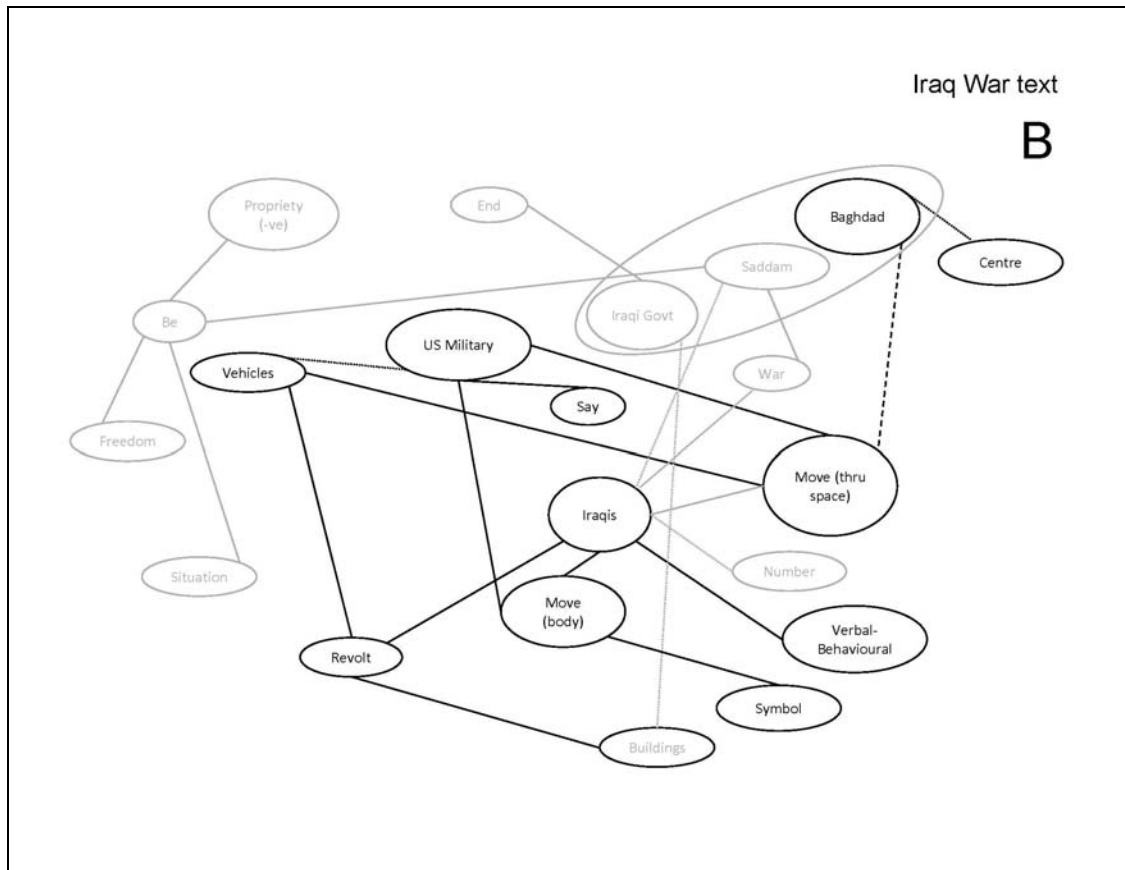 Iraq War text
B
Propriety
(-ve)
End
Baghdad
Centre
Saddam
Iraqi Govt
Be
US Military
Vehicles
War
Say
Freedom
Move (thru
space)
Iraqis
Number
Situation
Move
(body)
Verbal-
Behavioural
Revolt
Symbol
Buildings